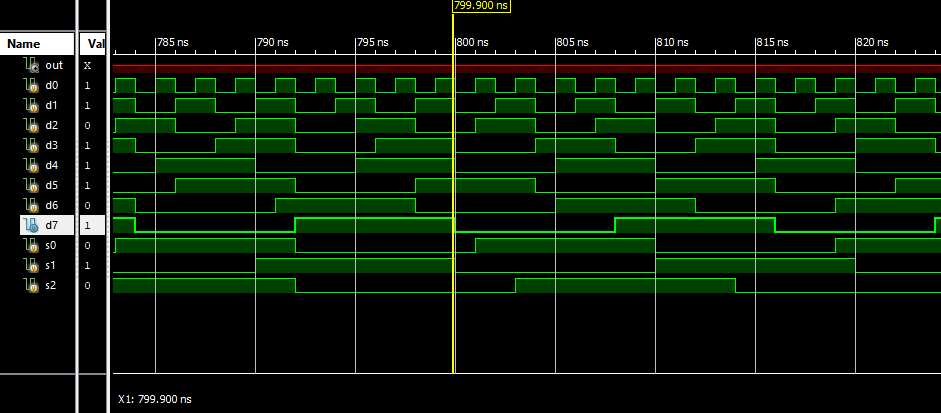 799.900 ns
Name Val
785 ns 790 ns 795 ns 800 ns 805 ns 810 ns 815 ns 820 ns
out X
d0 1
d1 1
d2 0
d3 1
d4 1
d5 1
d6 0
d7 1
s0 0
s1 1
s2 0
X1: 799.900 ns